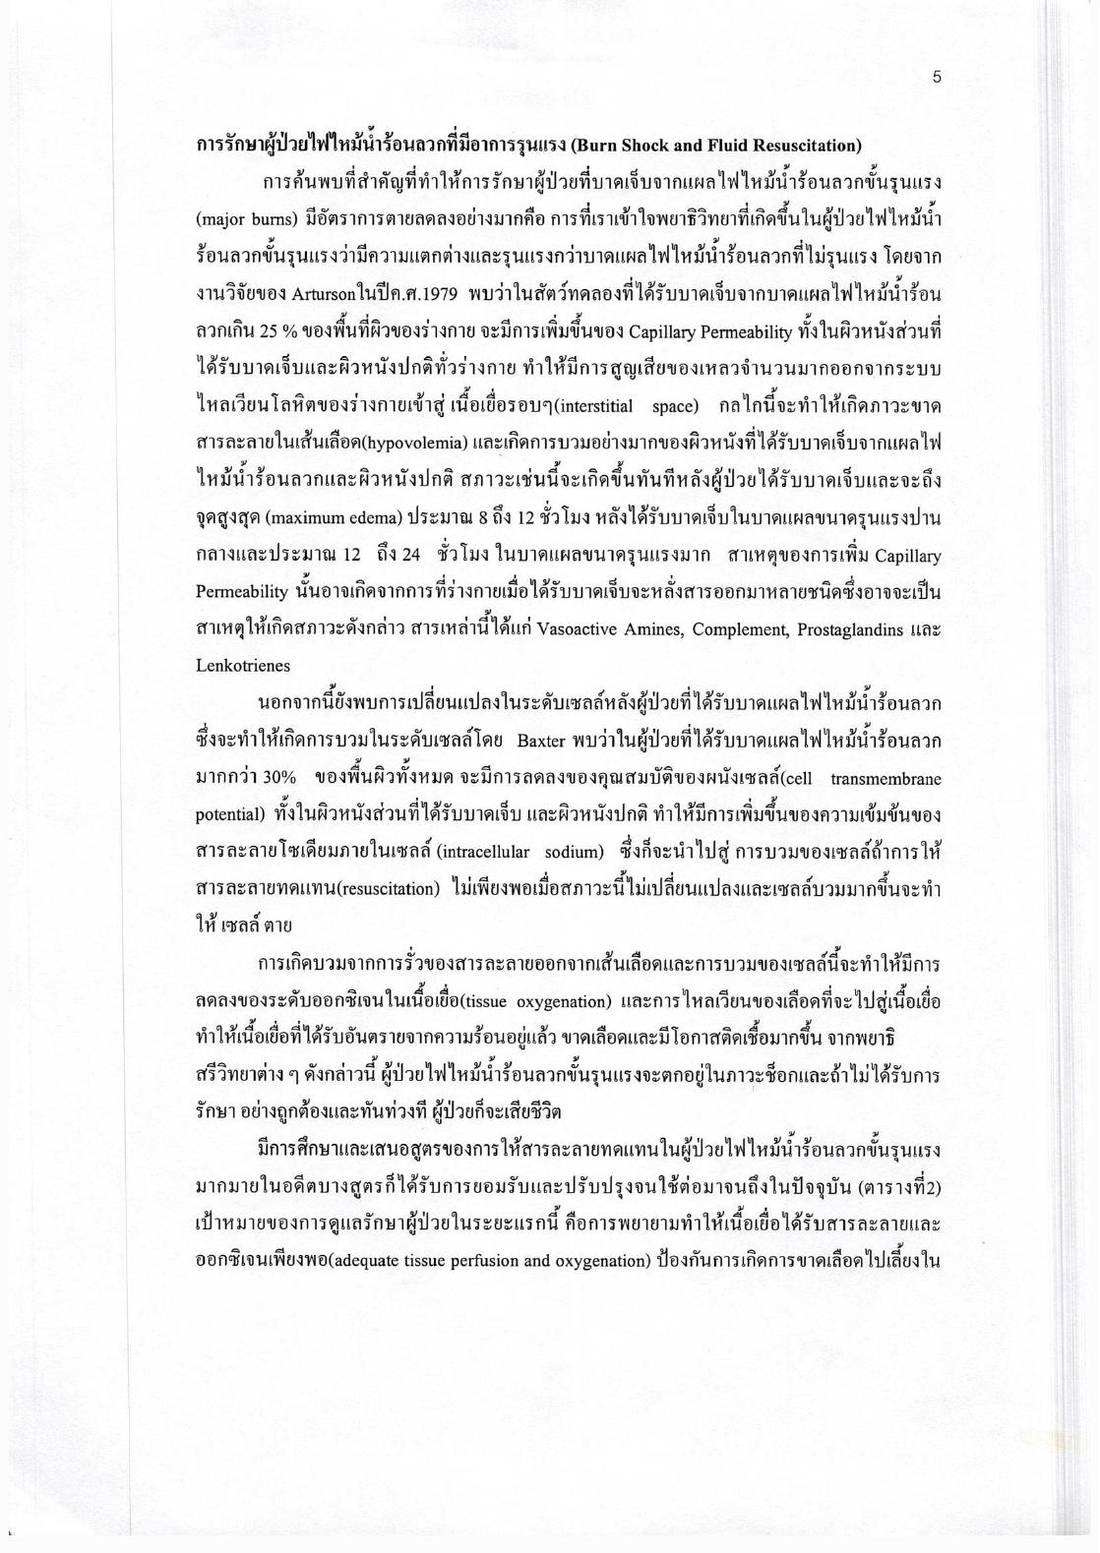 5
การรักษาผู้ป่วยไฟไหม้น้ำร้อนลวกที่มีอาการรุนแรง (Burn Shock and Fluid Resuscitation)
การค้นพบที่สำคัญที่ทำให้การรักษาผู้ป่วยที่บาดเจ็บจากแผลไฟไหม้น้ำร้อนลวกขั้นรุนแรง
(major burns) มีอัตราการตายลดลงอย่างมากคือ การที่เราเข้าใจพยาธิวิทยาที่เกิดขึ้นในผู้ป่วยไฟไหม้น้ำ
ร้อนลวกขั้นรุนแรงว่ามีความแตกต่างและรุนแรงกว่าบาดแผลไฟไหม้น้ำร้อนลวกที่ไม่รุนแรง โดยจาก
งานวิจัยของ Artursonในปีค.ศ.1979 พบว่าในสัตว์ทดลองที่ได้รับบาดเจ็บจากบาดแผลไฟไหม้น้ำร้อน
ลวกเกิน 25 % ของพื้นที่ผิวของร่างกาย จะมีการเพิ่มขึ้นของ Capillary Permeability ทั้งในผิวหนังส่วนที่
ได้รับบาดเจ็บและผิวหนังปกติทั่วร่างกาย ทำให้มีการสูญเสียของเหลวจำนวนมากออกจากระบบ
ไหลเวียนโลหิตของร่างกายเข้าสู่ เนื้อเยื่อรอบๆ(interstitial space) กลไกนี้จะทำให้เกิดภาวะขาด
สารละลายในเส้นเลือด(hypovolemia) และเกิดการบวมอย่างมากของผิวหนังที่ได้รับบาดเจ็บจากแผลไฟ
ไหม้น้ำร้อนลวกและผิวหนังปกติ สภาวะเช่นนี้จะเกิดขึ้นทันทีหลังผู้ป่วยได้รับบาดเจ็บและจะถึง
จุดสูงสุด (maximum edema) ประมาณ 8 ถึง 12 ชั่วโมง หลังได้รับบาดเจ็บในบาดแผลขนาดรุนแรงปาน
กลางและประมาณ 12 ถึง 24 ชั่วโมง ในบาดแผลขนาดรุนแรงมาก สาเหตุของการเพิ่ม Capillary
Permeability นั้นอาจเกิดจากการที่ร่างกายเมื่อได้รับบาดเจ็บจะหลั่งสารออกมาหลายชนิดซึ่งอาจจะเป็น
สาเหตุให้เกิดสภาวะดังกล่าว สารเหล่านี้ได้แก่ Vasoactive Amines, Complement, Prostaglandins และ
Lenkotrienes
นอกจากนี้ยังพบการเปลี่ยนแปลงในระดับเซลล์หลังผู้ป่วยที่ได้รับบาดแผลไฟไหม้น้ำร้อนลวก
ซึ่งจะทำให้เกิดการบวมในระดับเซลล์โดย Baxter พบว่าในผู้ป่วยที่ได้รับบาดแผลไฟไหม้น้ำร้อนลวก
มากกว่า 30% ของพื้นผิวทั้งหมด จะมีการลดลงของคุณสมบัติของผนังเซลล์(cell transmembrane
potential) ทั้งในผิวหนังส่วนที่ได้รับบาดเจ็บ และผิวหนังปกติ ทำให้มีการเพิ่มขึ้นของความเข้มข้นของ
สารละลายโซเดียมภายในเซลล์ (intracellular sodium) ซึ่งก็จะนำไปสู่ การบวมของเซลล์ถ้าการให้
สารละลายทดแทน(resuscitation) ไม่เพียงพอเมื่อสภาวะนี้ไม่เปลี่ยนแปลงและเซลล์บวมมากขึ้นจะทำ
ให้ เซลล์ ตาย
การเกิดบวมจากการรั่วของสารละลายออกจากเส้นเลือดและการบวมของเซลล์นี้จะทำให้มีการ
ลดลงของระดับออกซิเจนในเนื้อเยื่อ(tissue oxygenation) และการไหลเวียนของเลือดที่จะไปสู่เนื้อเยื่อ
ทำให้เนื้อเยื่อที่ได้รับอันตรายจากความร้อนอยู่แล้ว ขาดเลือดและมีโอกาสติดเชื้อมากขึ้น จากพยาธิ
สรีวิทยาต่าง ๆ ดังกล่าวนี้ ผู้ป่วยไฟไหม้น้ำร้อนลวกขั้นรุนแรงจะตกอยู่ในภาวะช็อกและถ้าไม่ได้รับการ
รักษา อย่างถูกต้องและทันท่วงที ผู้ป่วยก็จะเสียชีวิต
มีการศึกษาและเสนอสูตรของการให้สารละลายทดแทนในผู้ป่วยไฟไหม้น้ำร้อนลวกขั้นรุนแรง
มากมายในอดีตบางสูตรก็ได้รับการยอมรับและปรับปรุงจนใช้ต่อมาจนถึงในปัจจุบัน (ตารางที่2)
เป้าหมายของการดูแลรักษาผู้ป่วยในระยะแรกนี้ คือการพยายามทำให้เนื้อเยื่อได้รับสารละลายและ
ออกซิเจนเพียงพอ(adequate tissue perfusion and oxygenation) ป้องกันการเกิดการขาดเลือดไปเลี้ยงใน